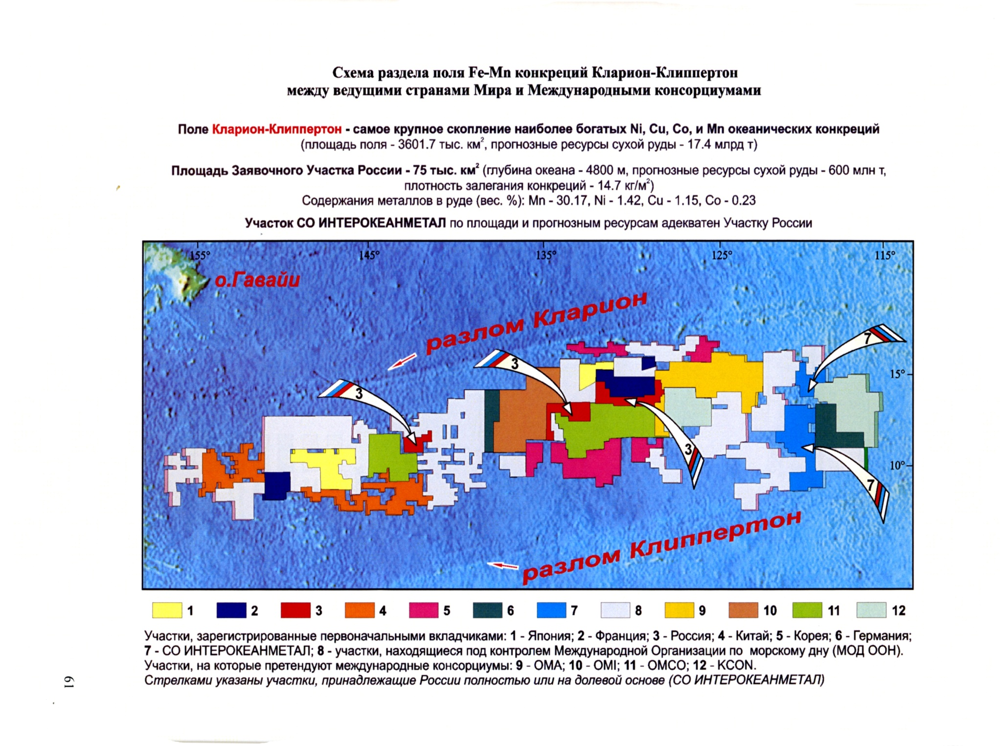 Схема раздела поля Fe-Mn конкреций Кларион-Клиппертон
между ведущими странами Мира и Международными консорциумами
Поле Кларион-Клиппертон - самое крупное скопление наиболее богатых Ni, Cu, Co, и Mn океанических конкреций
(площадь поля - 3601.7 тыс. км², прогнозные ресурсы сухой руды - 17.4 млрд т)
Площадь Заявочного Участка России - 75 тыс. км² (глубина океана - 4800 м, прогнозные ресурсы сухой руды - 600 млн т,
плотность залегания конкреций - 14.7 кг/м²)
Содержания металлов в руде (вес. %): Mn - 30.17, Ni - 1.42, Cu - 1.15, Co - 0.23
Участок СО ИНТЕРОКЕАНМЕТАЛ по площади и прогнозным ресурсам адекватен Участку России
155° 145° 135° 125° 115°
о.Гавайи
разлом Кларион
7
3
15°
3
3
10°
7
разлом Клиппертон
1 2 3 4 5 6 7 8 9 10 11 12
Участки, зарегистрированные первоначальными вкладчиками: 1 - Япония; 2 - Франция; 3 - Россия; 4 - Китай; 5 - Корея; 6 - Германия;
7 - СО ИНТЕРОКЕАНМЕТАЛ; 8 - участки, находящиеся под контролем Международной Организации по морскому дну (МОД ООН).
Участки, на которые претендуют международные консорциумы: 9 - OMA; 10 - OMI; 11 - OMCO; 12 - KCON.
Стрелками указаны участки, принадлежащие России полностью или на долевой основе (СО ИНТЕРОКЕАНМЕТАЛ)
61